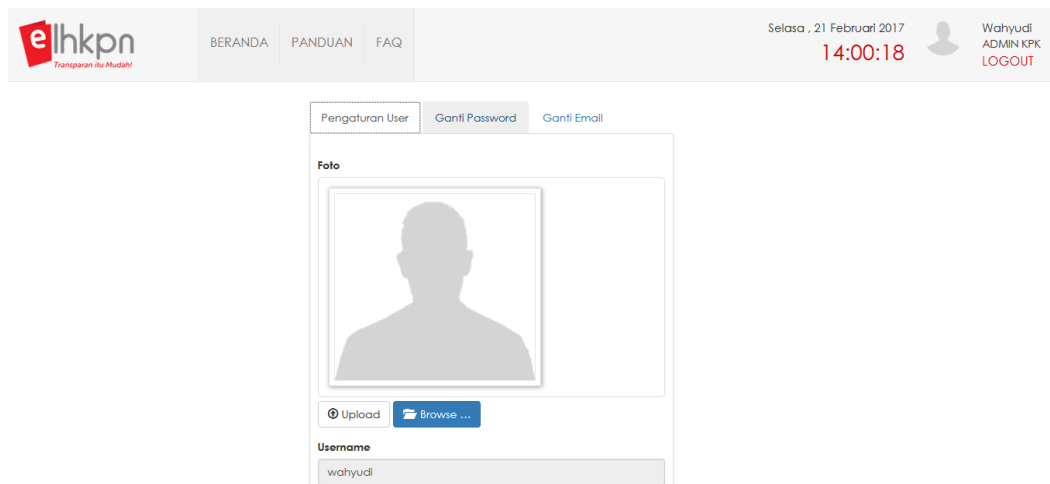 elhkpn
Transparan itu Mudah!
BERANDA PANDUAN FAQ
Selasa , 21 Februari 2017
14:00:18
Wahyudi
ADMIN KPK
LOGOUT
Pengaturan User Ganti Password Ganti Email
Foto
Upload Browse ...
Username
wahyudi